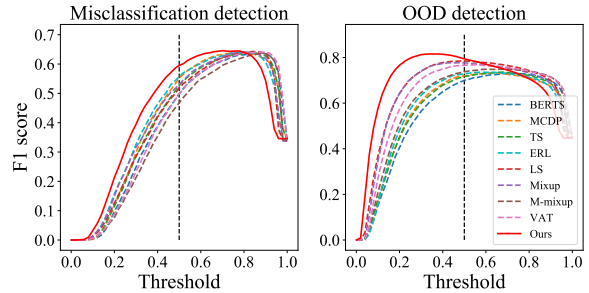 Misclassification detection
F1 score
0.7
0.6
0.5
0.4
0.3
0.2
0.1
0.0
0.0 0.2 0.4 0.6 0.8 1.0
Threshold
OOD detection
0.8
0.6
0.4
0.2
0.0
BERTS
MCDP
TS
ERL
LS
Mixup
M-mixup
VAT
Ours
0.0 0.2 0.4 0.6 0.8 1.0
Threshold